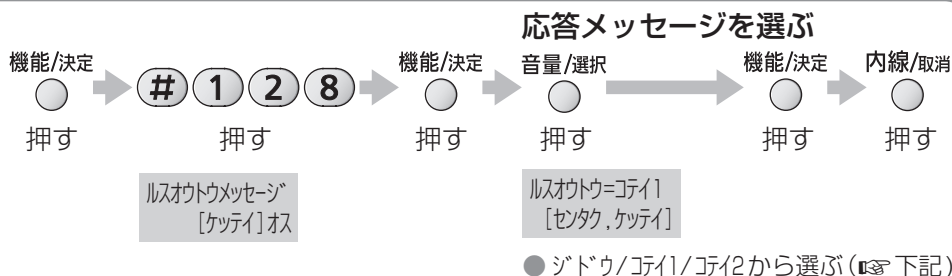 応答メッセージを選ぶ
機能/決定 機能/決定 音量/選択 機能/決定 内線/取消
# 1 2 8
押す 押す 押す 押す 押す 押す
ルスオウトウメッセージ ルスオウトウ=コテイ1
[ケッテイ]オス [センタク,ケッテイ]
● ジドウ/コテイ1/コテイ2から選ぶ(☞下記)